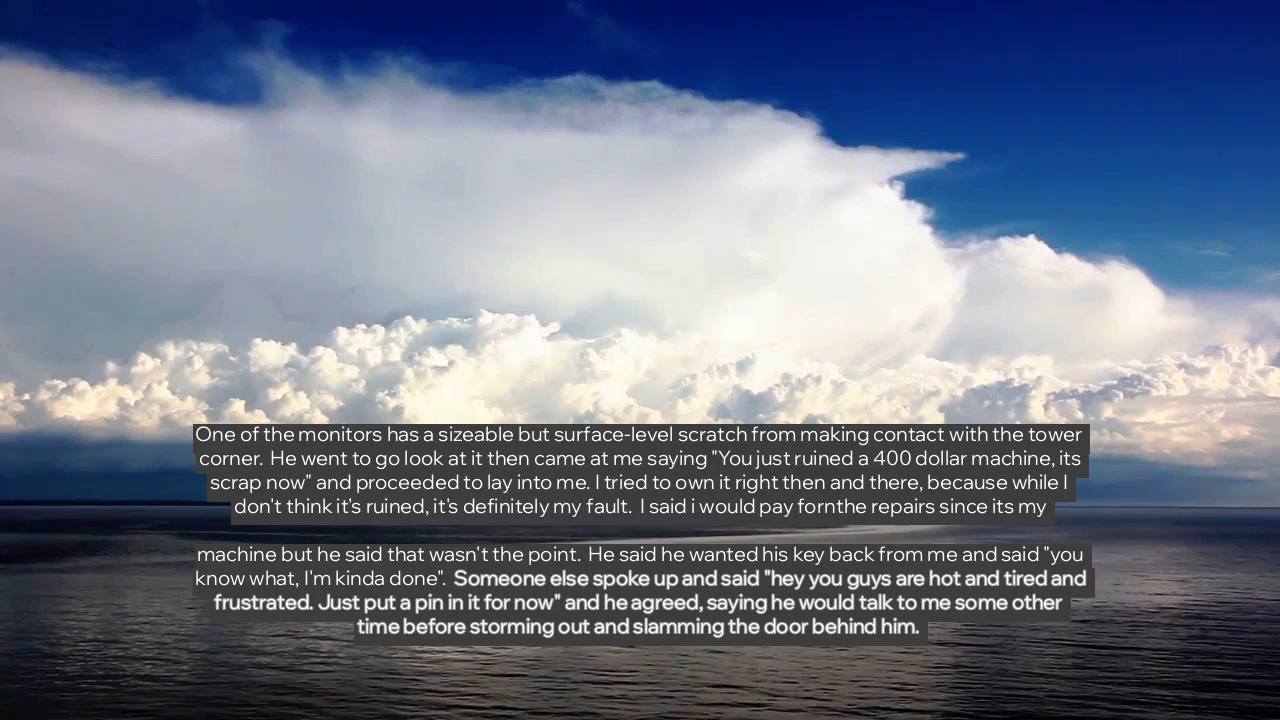 One of the monitors has a sizeable but surface-level scratch from making contact with the tower
corner.  He went to go look at it then came at me saying "You just ruined a 400 dollar machine, its
scrap now" and proceeded to lay into me. I tried to own it right then and there, because while I
don't think it's ruined, it's definitely my fault.  I said i would pay fornthe repairs since its my
machine but he said that wasn't the point.  He said he wanted his key back from me and said "you
know what, I'm kinda done".  Someone else spoke up and said "hey you guys are hot and tired and
frustrated. Just put a pin in it for now" and he agreed, saying he would talk to me some other
time before storming out and slamming the door behind him.